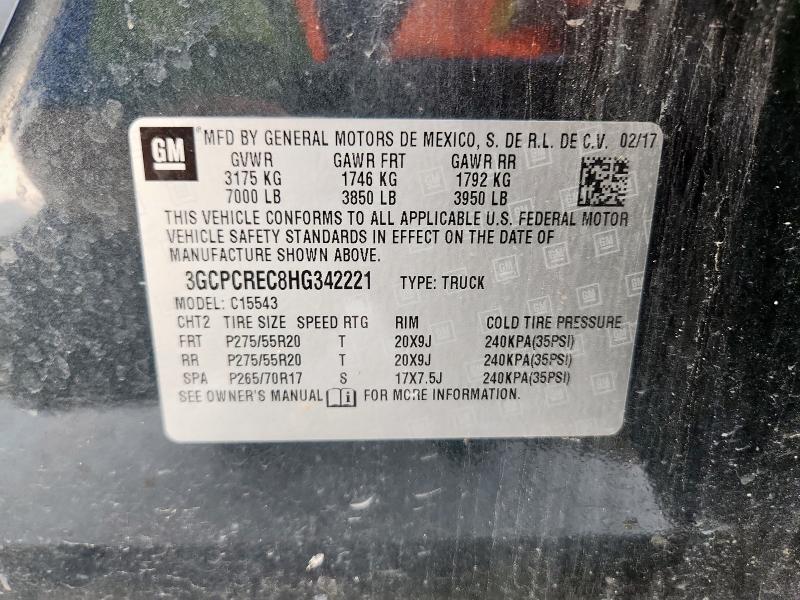 GM
MFD BY GENERAL MOTORS DE MEXICO, S. DE R.L. DE C.V. 02/17
GVWR GAWR FRT GAWR RR
3175 KG 1746 KG 1792 KG
7000 LB 3850 LB 3950 LB
THIS VEHICLE CONFORMS TO ALL APPLICABLE U.S. FEDERAL MOTOR
VEHICLE SAFETY STANDARDS IN EFFECT ON THE DATE OF
MANUFACTURE SHOWN ABOVE.
3GCPCREC8HG342221 TYPE: TRUCK
MODEL: C15543
CHT2 TIRE SIZE SPEED RTG RIM COLD TIRE PRESSURE
FRT P275/55R20 T 20X9J 240KPA(35PSI)
RR P275/55R20 T 20X9J 240KPA(35PSI)
SPA P265/70R17 S 17X7.5J 240KPA(35PSI)
SEE OWNER'S MANUAL FOR MORE INFORMATION.